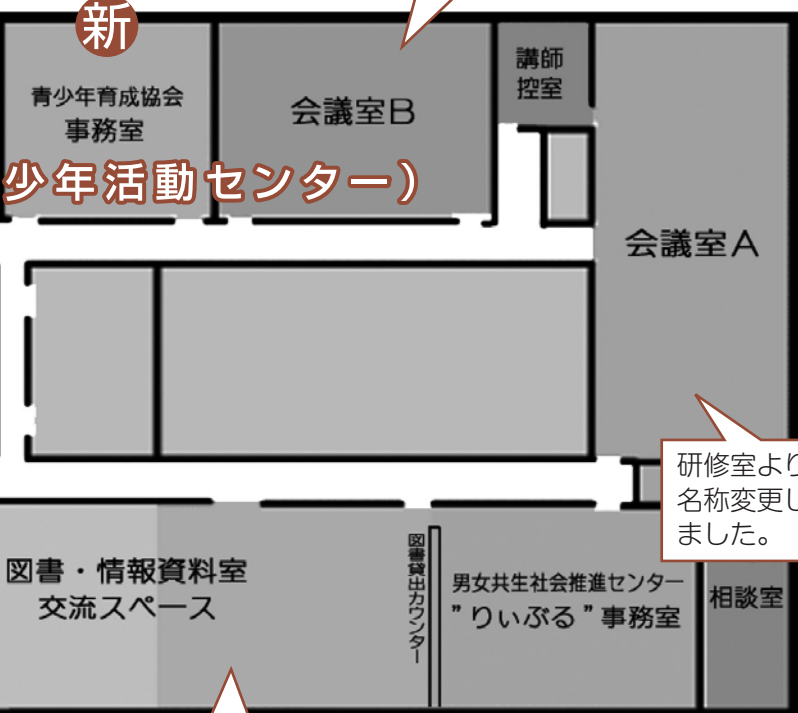 新
青少年育成協会
事務室
会議室B
講師
控室
少年活動センター）
会議室A
研修室より
名称変更し
ました。
図書・情報資料室
交流スペース
図書貸出カウンター
男女共生社会推進センター
”りぃぶる”事務室
相談室